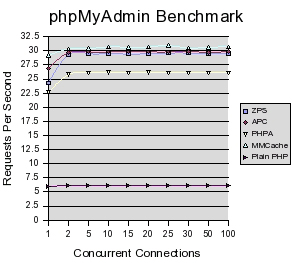 phpMyAdmin Benchmark
Requests Per Second
32.5
30
27.5
25
22.5
20
17.5
15
12.5
10
7.5
5
2.5
0
1 2 5 10 15 20 25 30 50 100
Concurrent Connections
ZPS
APC
PHPA
MMCache
Plain PHP